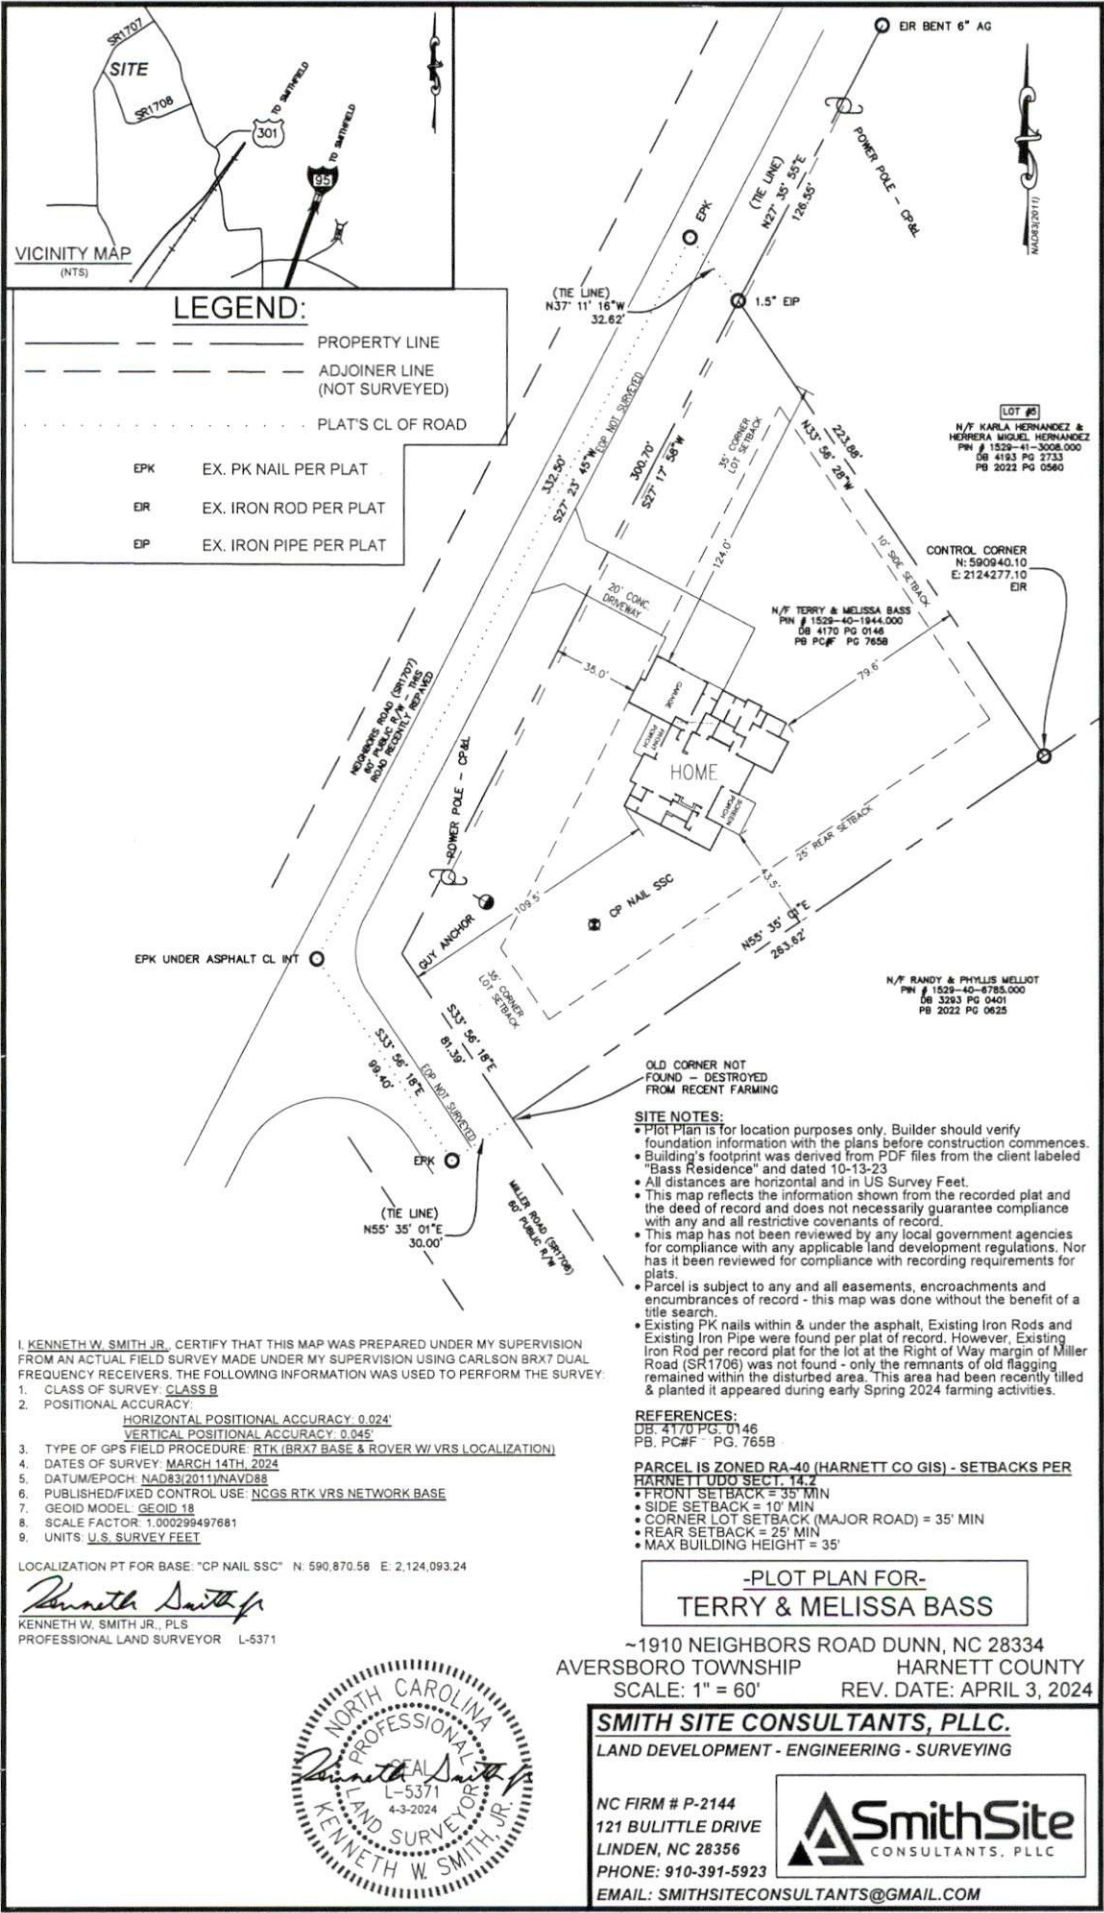 SR1707
SITE
SR1708
301
TO SMITHFIELD
95
TO SMITHFIELD
VICINITY MAP
(NTS)
LEGEND:
PROPERTY LINE
ADJOINER LINE
(NOT SURVEYED)
PLAT'S CL OF ROAD
EPK EX. PK NAIL PER PLAT
EIR EX. IRON ROD PER PLAT
EIP EX. IRON PIPE PER PLAT
EIR BENT 6" AG
POWER POLE - CP&L
NAD83(2011)
(TIE LINE)
N27° 35' 55"E
126.55'
EPK
(TIE LINE)
N37° 11' 16"W
32.62'
1.5" EIP
EOP NOT SURVEYED
332.50'
S27° 23' 45"W
300.70'
S27° 17' 58"W
35' CORNER
LOT SETBACK
223.88'
N33° 56' 28"W
10' SIDE SETBACK
LOT #8
N/F KARLA HERNANDEZ &
HERRERA MIGUEL HERNANDEZ
PIN # 1529-41-3008.000
DB 4193 PG 2733
PB 2022 PG 0560
CONTROL CORNER
N: 590940.10
E: 2124277.10
EIR
124.0'
20' CONC.
DRIVEWAY
N/F TERRY & MELISSA BASS
PIN # 1529-40-1944.000
DB 4170 PG 0146
PB PC#F PG 765B
35.0'
79.6'
GARAGE
FRONT
PORCH
HOME
SCREEN
PORCH
NEIGHBORS ROAD (SR1707)
60' PUBLIC R/W - THIS
ROAD RECENTLY REPAVED
POWER POLE - CP&L
25' REAR SETBACK
43.5'
109.5'
CP NAIL SSC
GUY ANCHOR
N55° 35' 01"E
263.62'
EPK UNDER ASPHALT CL INT
35' CORNER
LOT SETBACK
N/F RANDY & PHYLLIS MELLIOT
PIN # 1529-40-6785.000
DB 3293 PG 0401
PB 2022 PG 0625
S33° 56' 18"E
81.39'
S33° 56' 18"E
99.40'
EOP NOT SURVEYED
OLD CORNER NOT
FOUND - DESTROYED
FROM RECENT FARMING
EPK
(TIE LINE)
N55° 35' 01"E
30.00'
MILLER ROAD (SR1706)
60' PUBLIC R/W
SITE NOTES:
• Plot Plan is for location purposes only. Builder should verify
foundation information with the plans before construction commences.
• Building's footprint was derived from PDF files from the client labeled
"Bass Residence" and dated 10-13-23
• All distances are horizontal and in US Survey Feet.
• This map reflects the information shown from the recorded plat and
the deed of record and does not necessarily guarantee compliance
with any and all restrictive covenants of record.
• This map has not been reviewed by any local government agencies
for compliance with any applicable land development regulations. Nor
has it been reviewed for compliance with recording requirements for
plats.
• Parcel is subject to any and all easements, encroachments and
encumbrances of record - this map was done without the benefit of a
title search.
• Existing PK nails within & under the asphalt, Existing Iron Rods and
Existing Iron Pipe were found per plat of record. However, Existing
Iron Rod per record plat for the lot at the Right of Way margin of Miller
Road (SR1706) was not found - only the remnants of old flagging
remained within the disturbed area. This area had been recently tilled
& planted it appeared during early Spring 2024 farming activities.
REFERENCES:
DB. 4170 PG. 0146
PB. PC#F PG. 765B
PARCEL IS ZONED RA-40 (HARNETT CO GIS) - SETBACKS PER
HARNETT UDO SECT. 14.2
• FRONT SETBACK = 35' MIN
• SIDE SETBACK = 10' MIN
• CORNER LOT SETBACK (MAJOR ROAD) = 35' MIN
• REAR SETBACK = 25' MIN
• MAX BUILDING HEIGHT = 35'
I, KENNETH W. SMITH JR., CERTIFY THAT THIS MAP WAS PREPARED UNDER MY SUPERVISION
FROM AN ACTUAL FIELD SURVEY MADE UNDER MY SUPERVISION USING CARLSON BRX7 DUAL
FREQUENCY RECEIVERS. THE FOLLOWING INFORMATION WAS USED TO PERFORM THE SURVEY:
1. CLASS OF SURVEY: CLASS B
2. POSITIONAL ACCURACY:
HORIZONTAL POSITIONAL ACCURACY: 0.024'
VERTICAL POSITIONAL ACCURACY: 0.045'
3. TYPE OF GPS FIELD PROCEDURE: RTK (BRX7 BASE & ROVER W/ VRS LOCALIZATION)
4. DATES OF SURVEY: MARCH 14TH, 2024
5. DATUM/EPOCH: NAD83(2011)/NAVD88
6. PUBLISHED/FIXED CONTROL USE: NCGS RTK VRS NETWORK BASE
7. GEOID MODEL: GEOID 18
8. SCALE FACTOR: 1.000299497681
9. UNITS: U.S. SURVEY FEET
LOCALIZATION PT FOR BASE: "CP NAIL SSC" N: 590,870.58 E: 2,124,093.24
Kenneth Smith Jr
KENNETH W. SMITH JR., PLS
PROFESSIONAL LAND SURVEYOR L-5371
NORTH CAROLINA
PROFESSIONAL
SEAL
Kenneth Smith Jr
L-5371
4-3-2024
LAND SURVEYOR
KENNETH W. SMITH, JR.
-PLOT PLAN FOR-
TERRY & MELISSA BASS
~1910 NEIGHBORS ROAD DUNN, NC 28334
AVERSBORO TOWNSHIP HARNETT COUNTY
SCALE: 1" = 60' REV. DATE: APRIL 3, 2024
SMITH SITE CONSULTANTS, PLLC.
LAND DEVELOPMENT - ENGINEERING - SURVEYING
NC FIRM # P-2144
121 BULITTLE DRIVE
LINDEN, NC 28356
PHONE: 910-391-5923
EMAIL: SMITHSITECONSULTANTS@GMAIL.COM
SmithSite
CONSULTANTS, PLLC